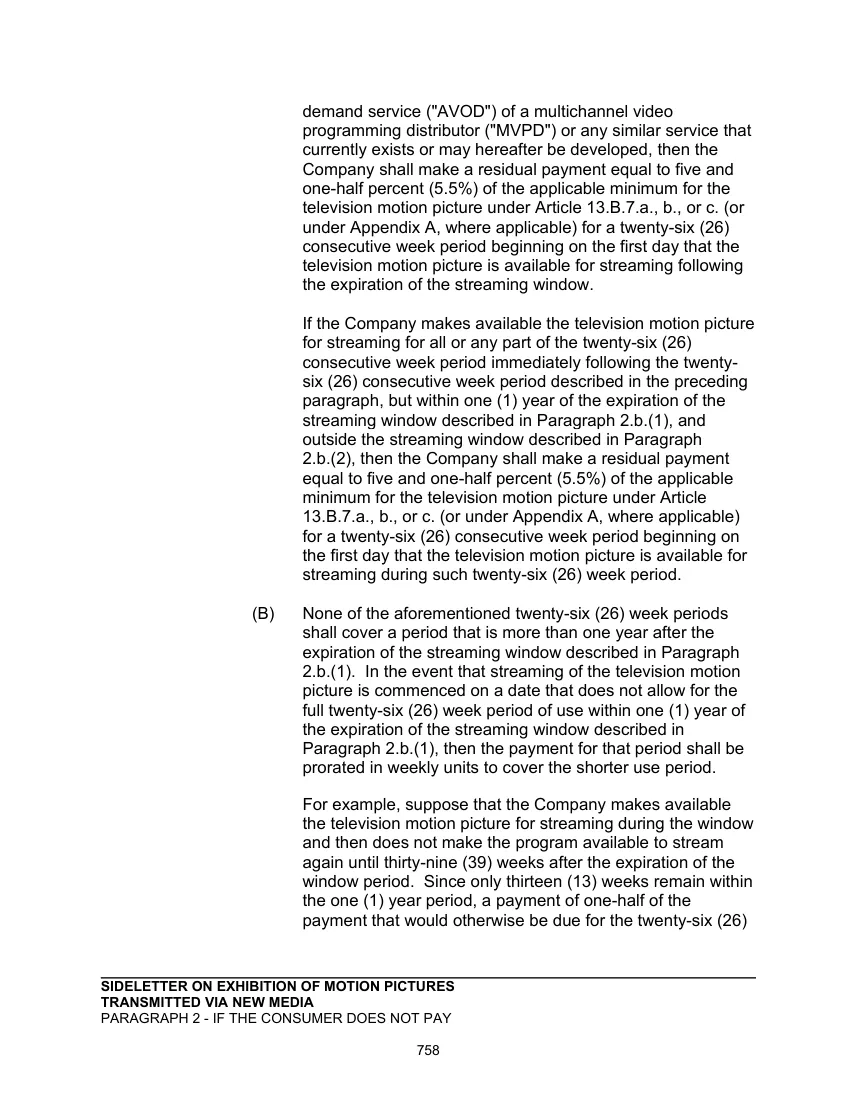 demand service ("AVOD") of a multichannel video
programming distributor ("MVPD") or any similar service that
currently exists or may hereafter be developed, then the
Company shall make a residual payment equal to five and
one-half percent (5.5%) of the applicable minimum for the
television motion picture under Article 13.B.7.a., b., or c. (or
under Appendix A, where applicable) for a twenty-six (26)
consecutive week period beginning on the first day that the
television motion picture is available for streaming following
the expiration of the streaming window.
If the Company makes available the television motion picture
for streaming for all or any part of the twenty-six (26)
consecutive week period immediately following the twenty-
six (26) consecutive week period described in the preceding
paragraph, but within one (1) year of the expiration of the
streaming window described in Paragraph 2.b.(1), and
outside the streaming window described in Paragraph
2.b.(2), then the Company shall make a residual payment
equal to five and one-half percent (5.5%) of the applicable
minimum for the television motion picture under Article
13.B.7.a., b., or c. (or under Appendix A, where applicable)
for a twenty-six (26) consecutive week period beginning on
the first day that the television motion picture is available for
streaming during such twenty-six (26) week period.
(B) None of the aforementioned twenty-six (26) week periods
shall cover a period that is more than one year after the
expiration of the streaming window described in Paragraph
2.b.(1). In the event that streaming of the television motion
picture is commenced on a date that does not allow for the
full twenty-six (26) week period of use within one (1) year of
the expiration of the streaming window described in
Paragraph 2.b.(1), then the payment for that period shall be
prorated in weekly units to cover the shorter use period.
For example, suppose that the Company makes available
the television motion picture for streaming during the window
and then does not make the program available to stream
again until thirty-nine (39) weeks after the expiration of the
window period. Since only thirteen (13) weeks remain within
the one (1) year period, a payment of one-half of the
payment that would otherwise be due for the twenty-six (26)
SIDELETTER ON EXHIBITION OF MOTION PICTURES
TRANSMITTED VIA NEW MEDIA
PARAGRAPH 2 - IF THE CONSUMER DOES NOT PAY
758